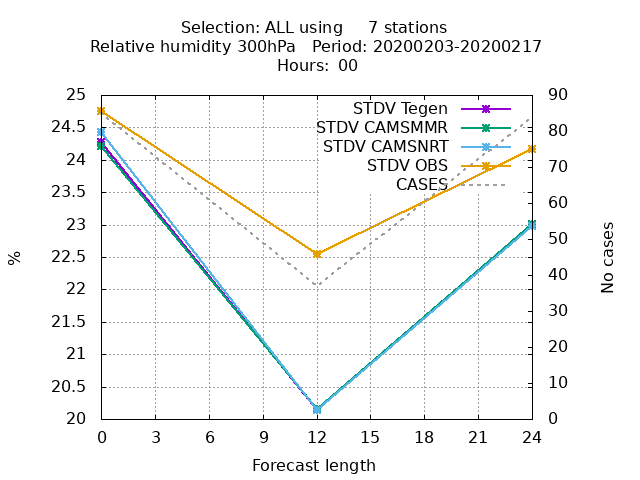 Selection: ALL using     7 stations
Relative humidity 300hPa   Period: 20200203-20200217
Hours:  00
25
24.5
24
23.5
23
22.5
22
21.5
21
20.5
20
%
STDV Tegen
STDV CAMSMMR
STDV CAMSNRT
STDV OBS
CASES
90
80
70
60
50
40
30
20
10
0
No cases
0 3 6 9 12 15 18 21 24
Forecast length